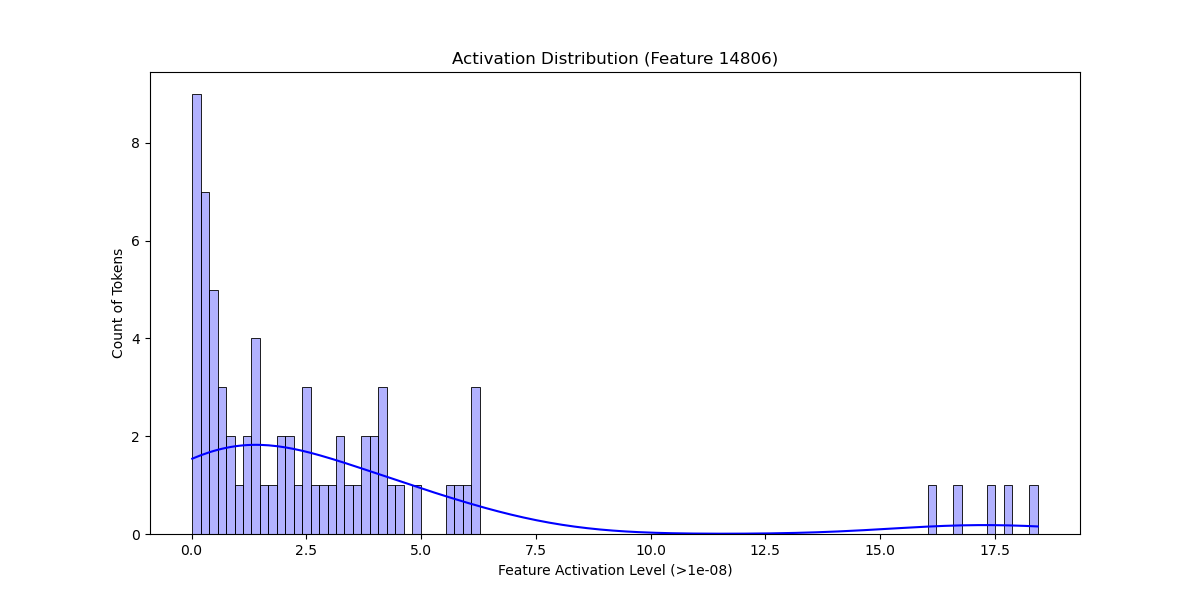 Activation Distribution (Feature 14806)
Count of Tokens
8
6
4
2
0
0.0 2.5 5.0 7.5 10.0 12.5 15.0 17.5
Feature Activation Level (>1e-08)